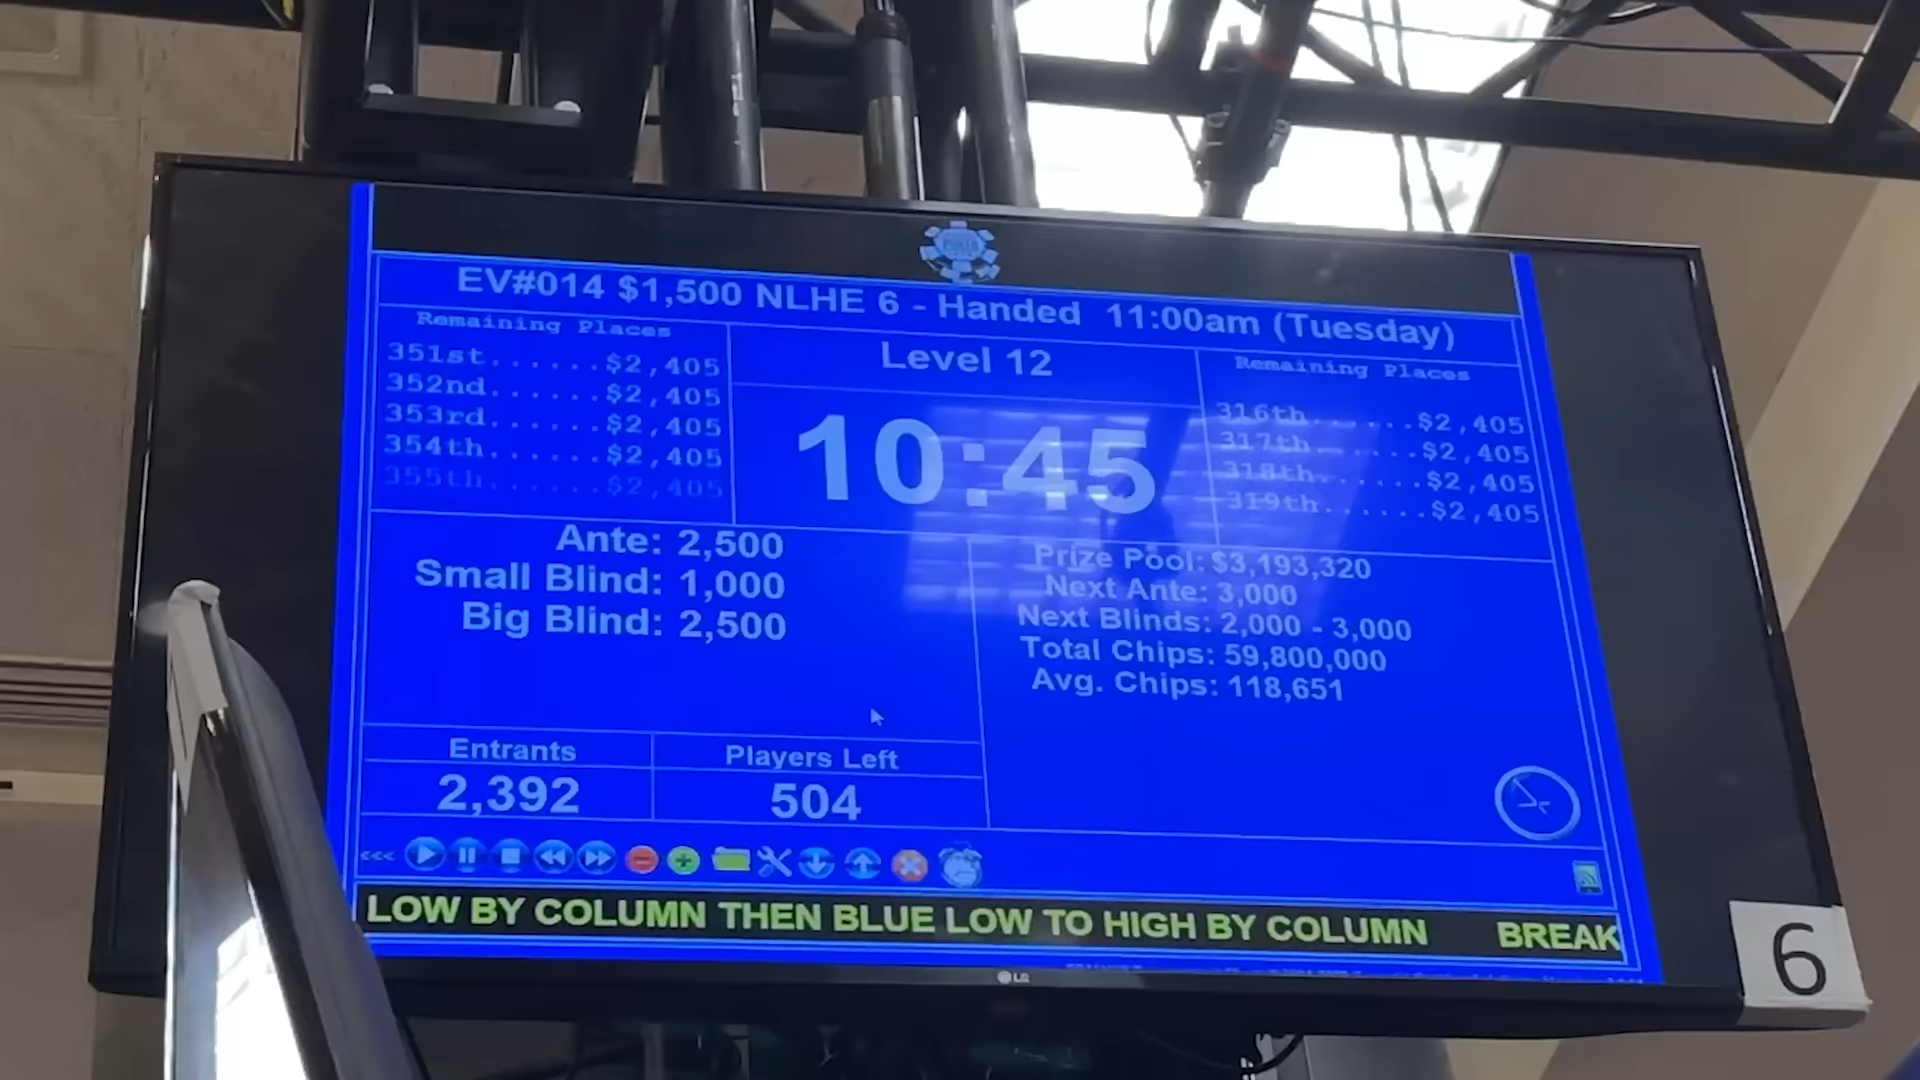 POKER
EV#014 $1,500 NLHE 6 - Handed 11:00am (Tuesday)
Remaining Places
351st......$2,405
352nd......$2,405
353rd......$2,405
354th......$2,405
355th......$2,405
Level 12
10:45
Remaining Places
316th......$2,405
317th......$2,405
318th......$2,405
319th......$2,405
Ante: 2,500
Small Blind: 1,000
Big Blind: 2,500
Prize Pool: $3,193,320
Next Ante: 3,000
Next Blinds: 2,000 - 3,000
Total Chips: 59,800,000
Avg. Chips: 118,651
Entrants
2,392
Players Left
504
<<<
LOW BY COLUMN THEN BLUE LOW TO HIGH BY COLUMN BREAK
LG
6